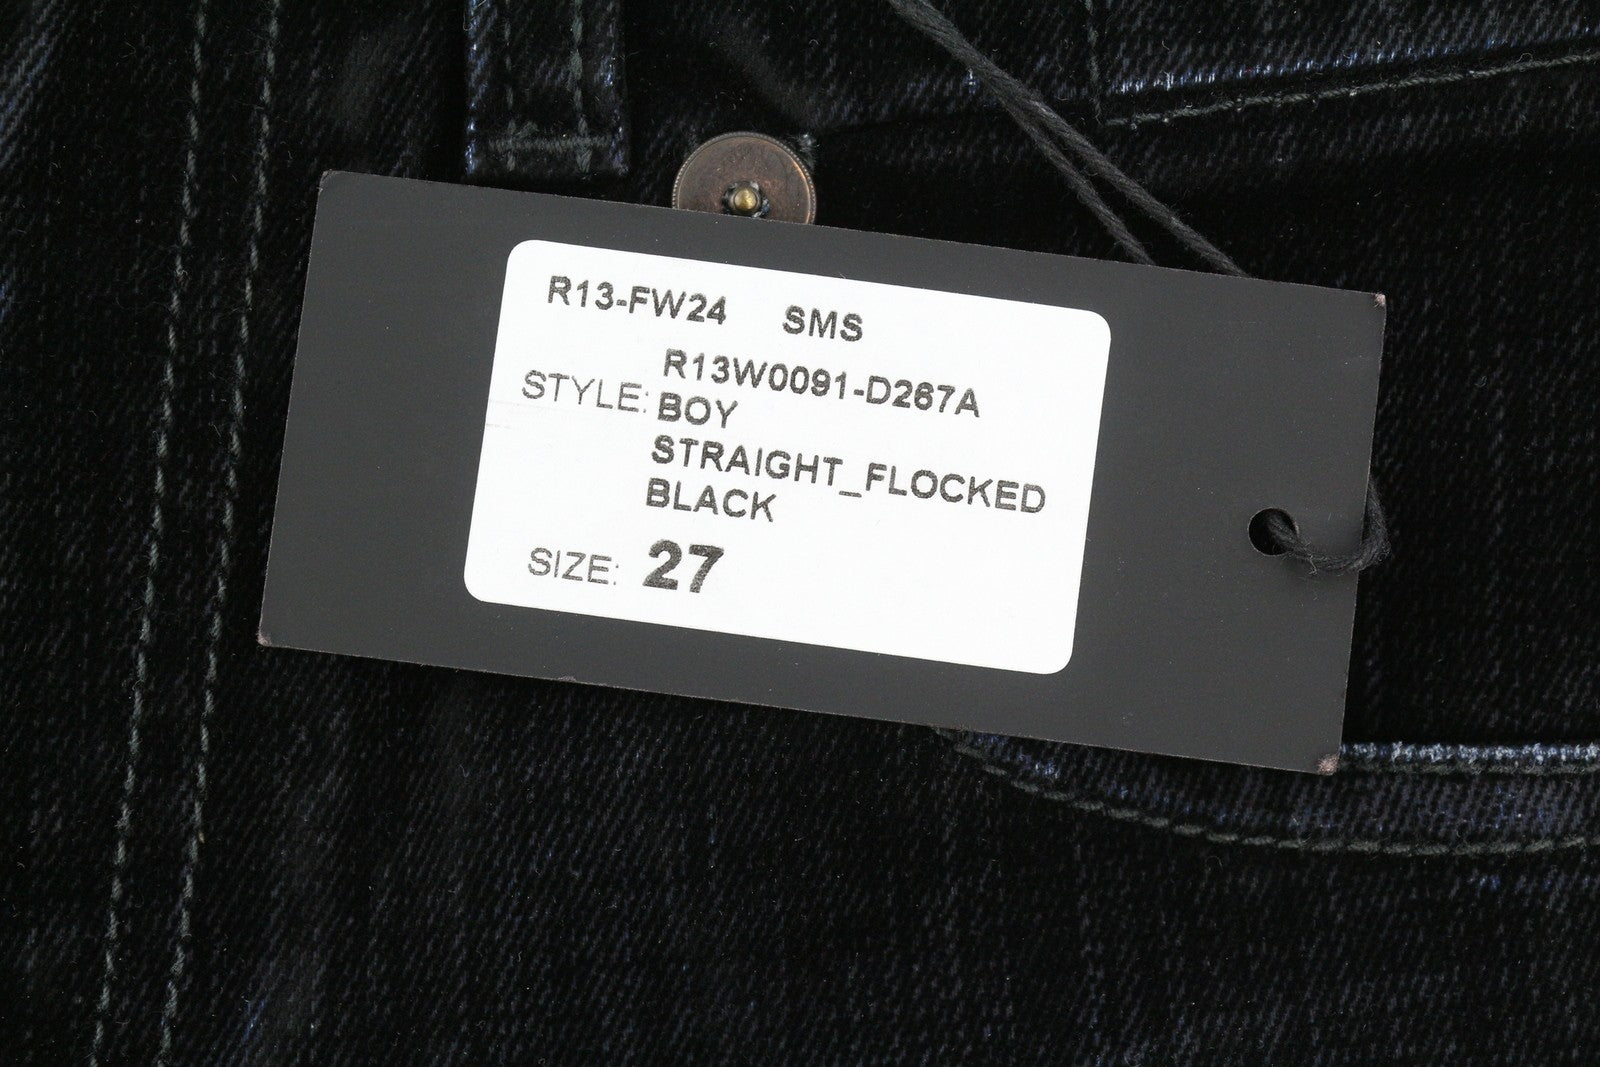 R13-FW24 SMS
R13W0091-D267A
STYLE: BOY
STRAIGHT_FLOCKED
BLACK
SIZE: 27